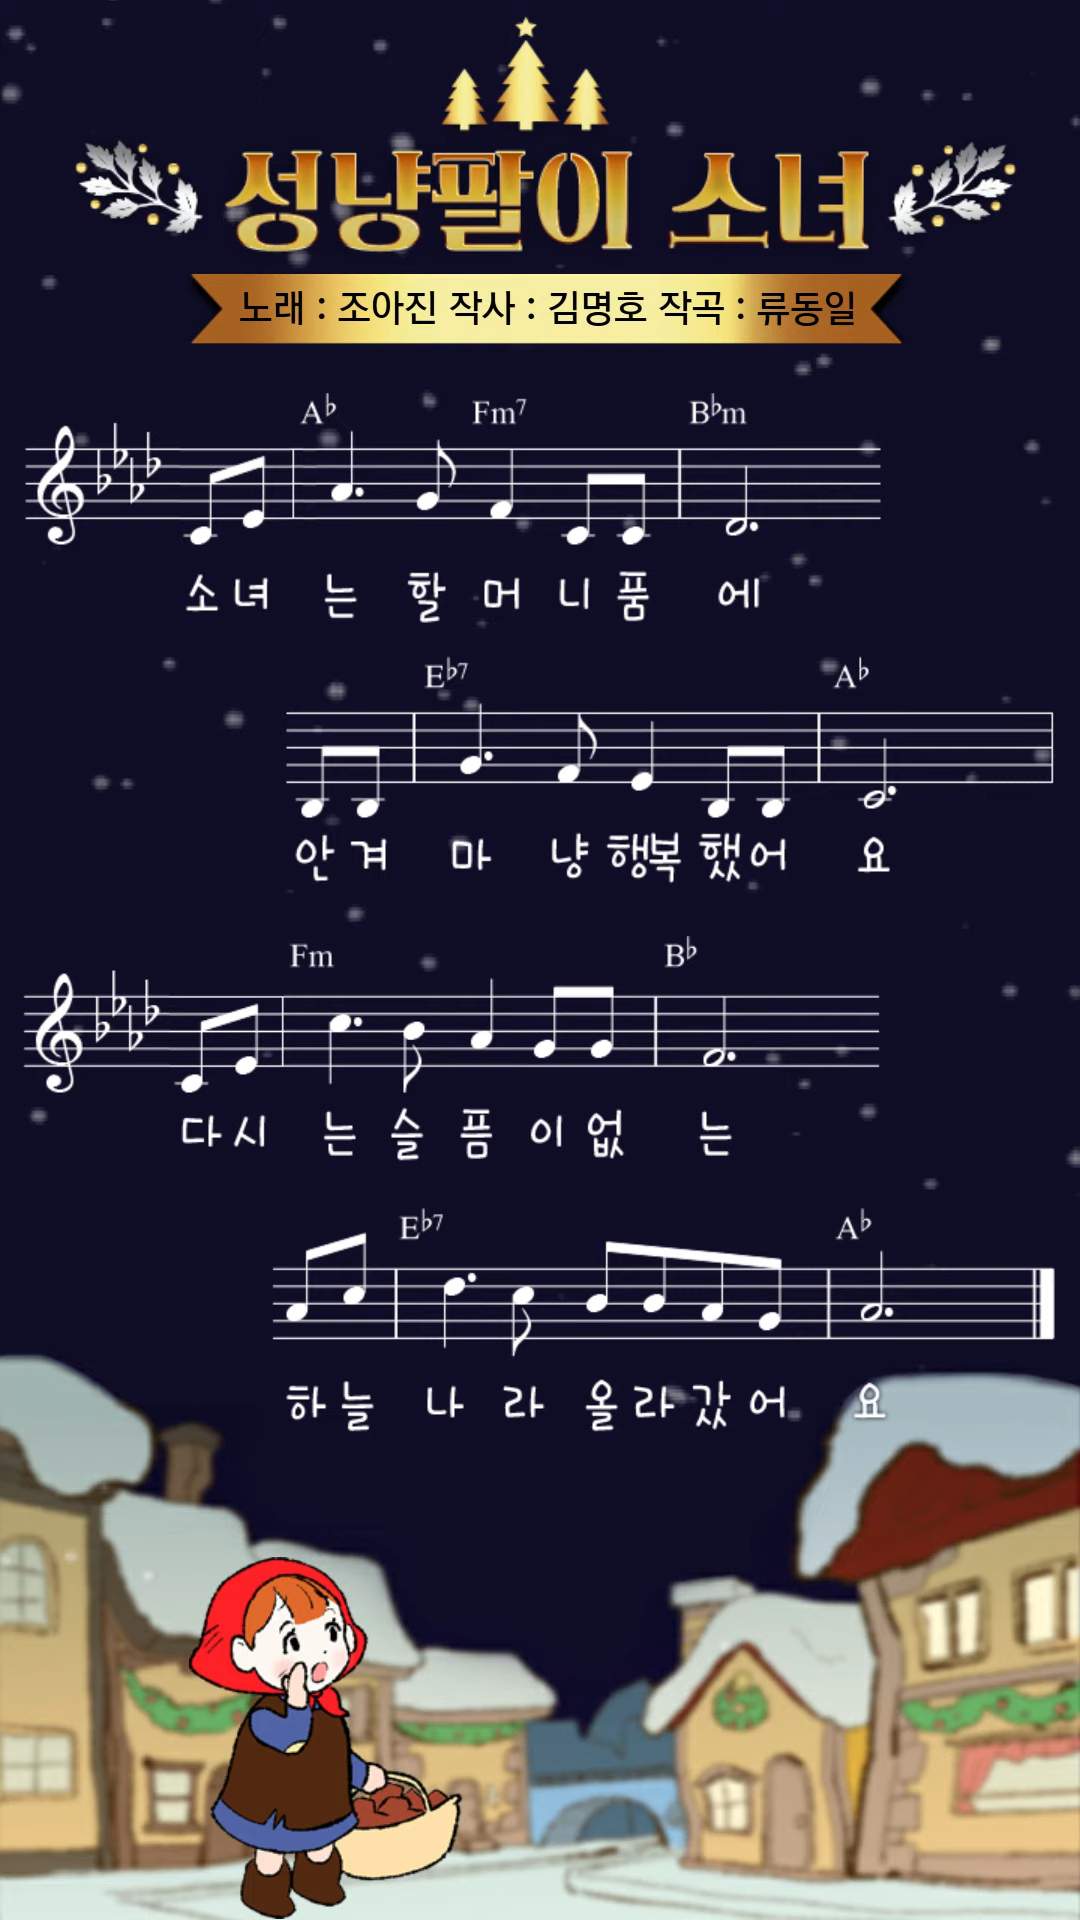 성냥팔이 소녀
노래 : 조아진 작사 : 김명호 작곡 : 류동일
A♭ Fm7 B♭m
소 녀 는 할 머 니 품 에
E♭7 A♭
안 겨 마 냥 행복 했 어 요
Fm B♭
다 시 는 슬 픔 이 없 는
E♭7 A♭
하 늘 나 라 올 라 갔 어 요